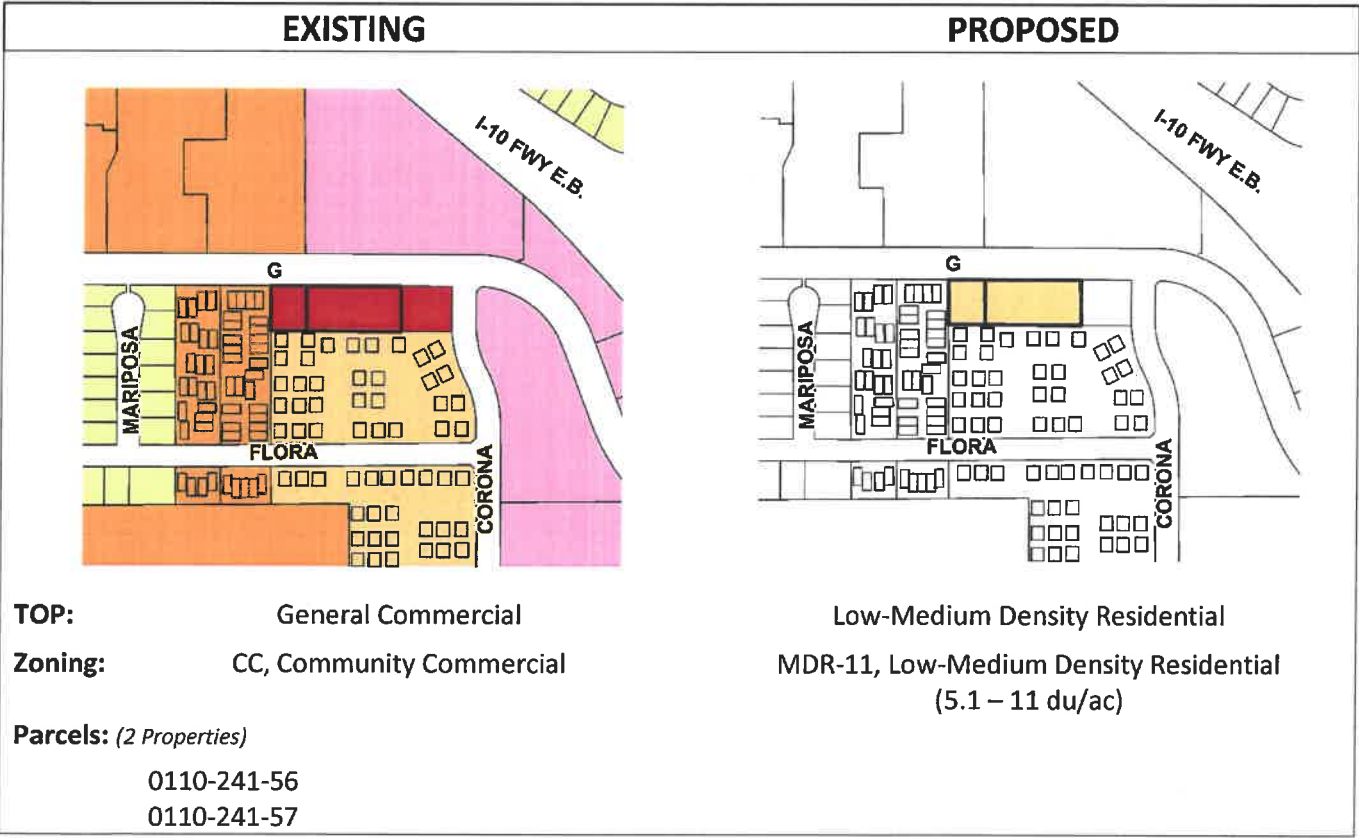 EXISTING
PROPOSED
I-10 FWY E.B.
G
MARIPOSA
FLORA
CORONA
I-10 FWY E.B.
G
MARIPOSA
FLORA
CORONA
TOP: General Commercial
Low-Medium Density Residential
Zoning: CC, Community Commercial
MDR-11, Low-Medium Density Residential
(5.1 – 11 du/ac)
Parcels: (2 Properties)
0110-241-56
0110-241-57